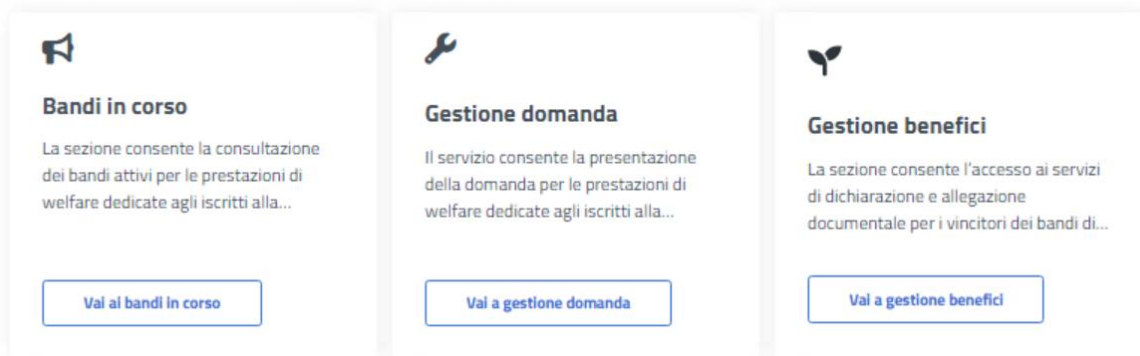 Bandi in corso
La sezione consente la consultazione
dei bandi attivi per le prestazioni di
welfare dedicate agli iscritti alla...
Vai ai bandi in corso
Gestione domanda
Il servizio consente la presentazione
della domanda per le prestazioni di
welfare dedicate agli iscritti alla...
Vai a gestione domanda
Gestione benefici
La sezione consente l'accesso ai servizi
di dichiarazione e allegazione
documentale per i vincitori dei bandi di...
Vai a gestione benefici